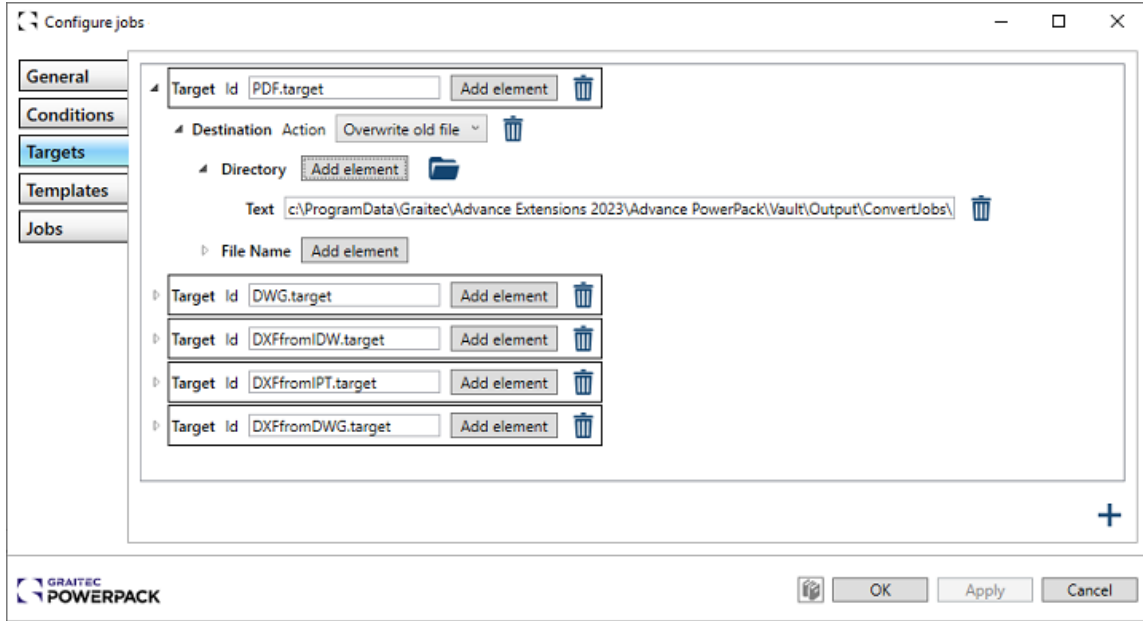 Configure jobs
General
Conditions
Targets
Templates
Jobs
Target Id PDF.target Add element
Destination Action Overwrite old file
Directory Add element
Text c:\ProgramData\Graitec\Advance Extensions 2023\Advance PowerPack\Vault\Output\ConvertJobs\
File Name Add element
Target Id DWG.target Add element
Target Id DXFfromIDW.target Add element
Target Id DXFfromIPT.target Add element
Target Id DXFfromDWG.target Add element
GRAITEC
POWERPACK
OK Apply Cancel